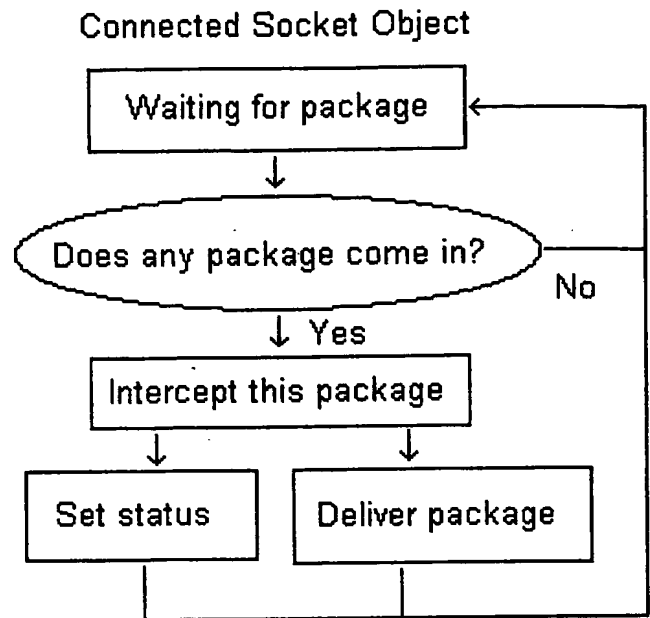 Connected Socket Object
Waiting for package
Does any package come in?
No
Yes
Intercept this package
Set status
Deliver package